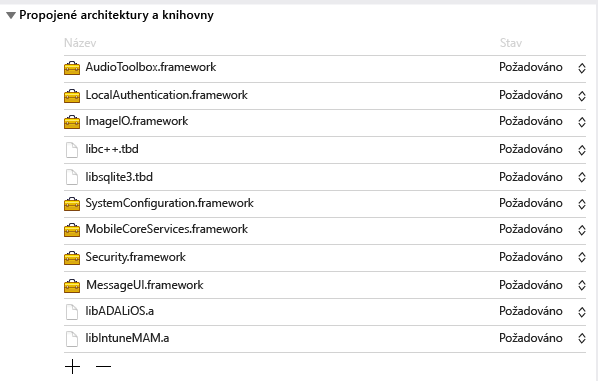 Propojené architektury a knihovny
Název Stav
AudioToolbox.framework Požadováno
LocalAuthentication.framework Požadováno
ImageIO.framework Požadováno
libc++.tbd Požadováno
libsqlite3.tbd Požadováno
SystemConfiguration.framework Požadováno
MobileCoreServices.framework Požadováno
Security.framework Požadováno
MessageUI.framework Požadováno
libADALiOS.a Požadováno
libIntuneMAM.a Požadováno